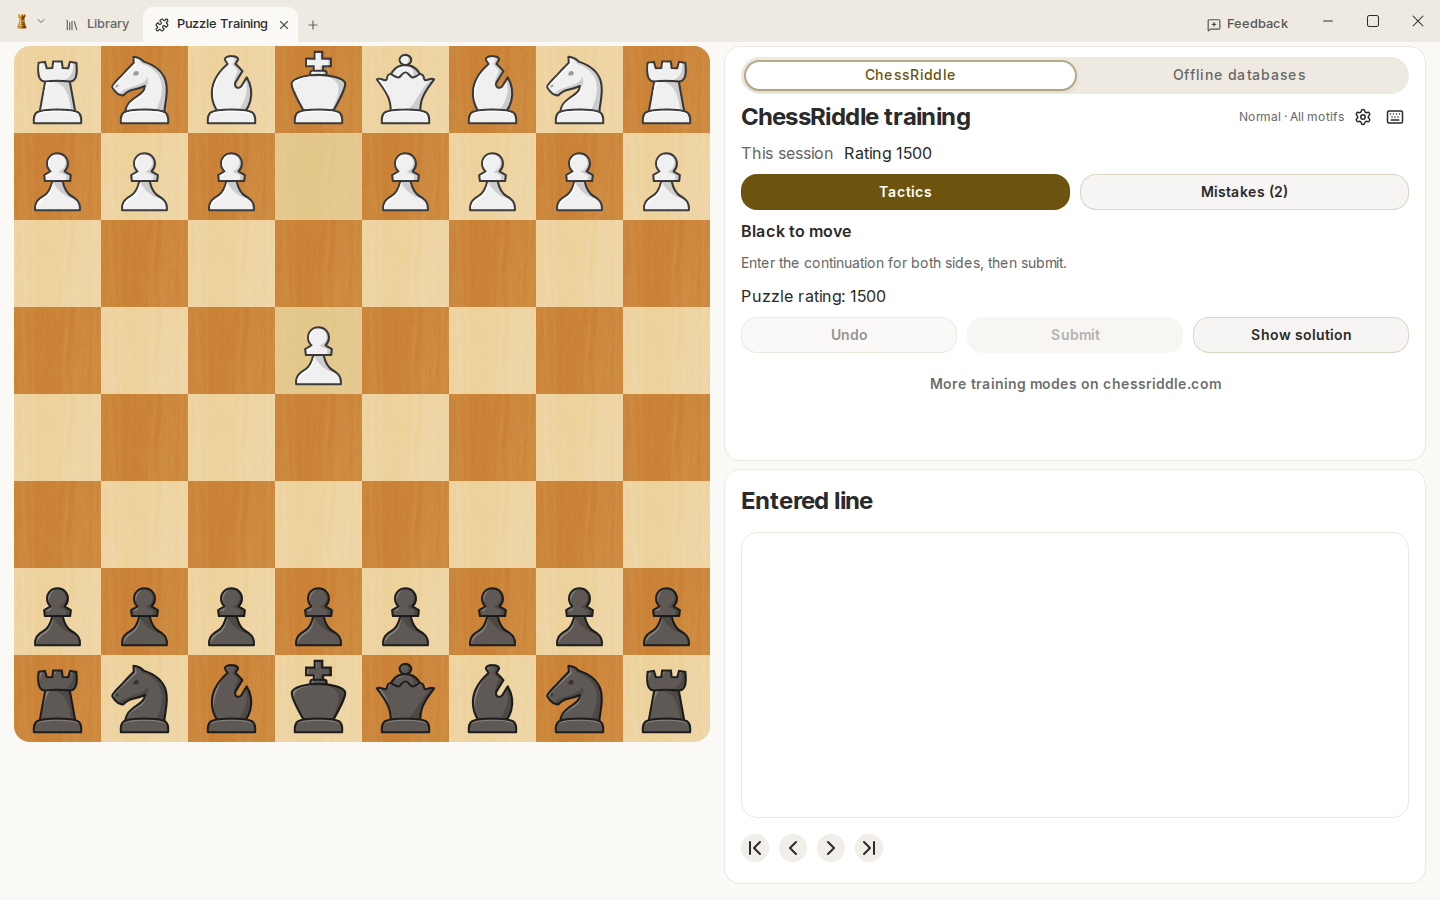 Library
Puzzle Training
Feedback
ChessRiddle
Offline databases
ChessRiddle training
Normal · All motifs
This session Rating 1500
Tactics
Mistakes (2)
Black to move
Enter the continuation for both sides, then submit.
Puzzle rating: 1500
Undo
Submit
Show solution
More training modes on chessriddle.com
Entered line